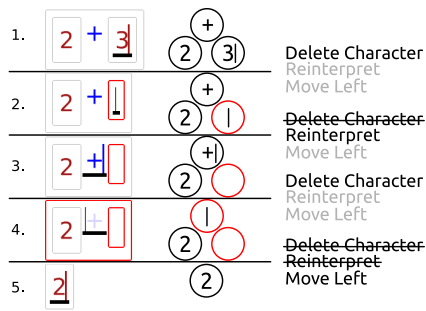 1. 2 + 3 + 2 3
Delete Character
Reinterpret
Move Left
2. 2 + + 2
Delete Character
Reinterpret
Move Left
3. 2 + + 2
Delete Character
Reinterpret
Move Left
4. 2 + 2
Delete Character
Reinterpret
Move Left
5. 2 2